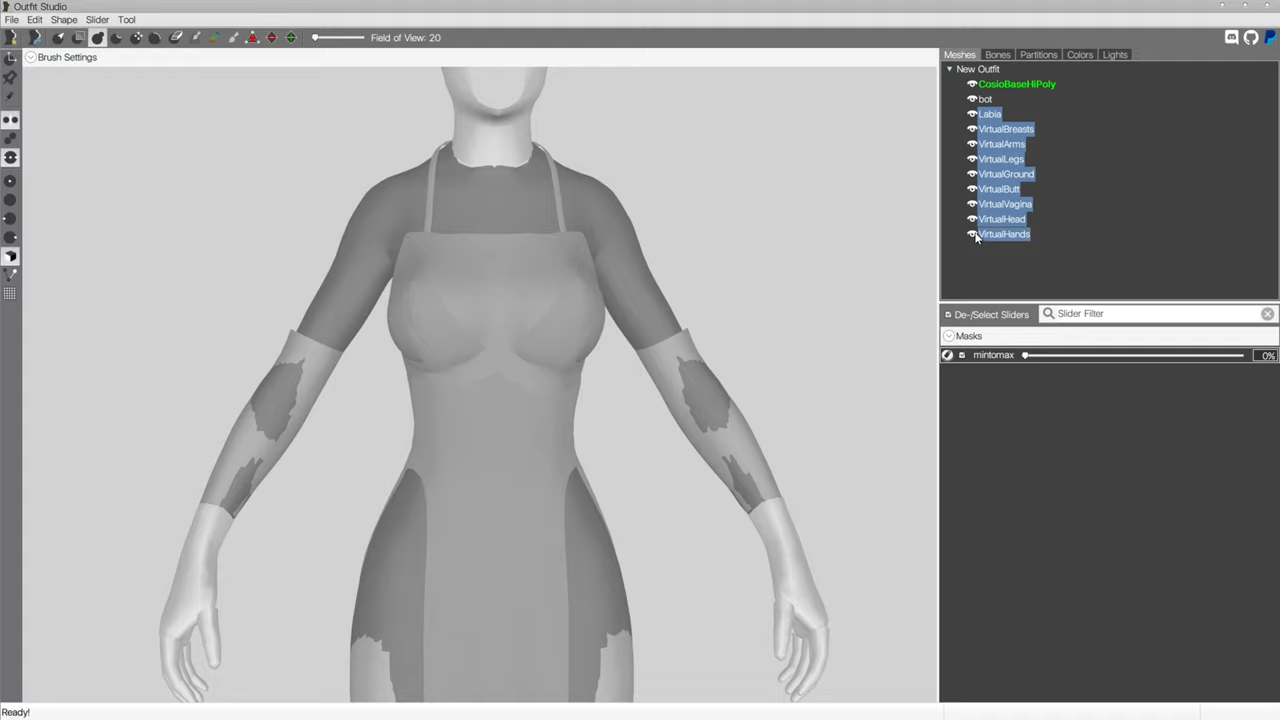 Outfit Studio
File Edit Shape Slider Tool
Field of View: 20
Brush Settings
Meshes Bones Partitions Colors Lights
New Outfit
CosioBaseHiPoly
bot
Labia
VirtualBreasts
VirtualArms
VirtualLegs
VirtualGround
VirtualButt
VirtualVagina
VirtualHead
VirtualHands
De-/Select Sliders Slider Filter
Masks
mintomax 0%
Ready!